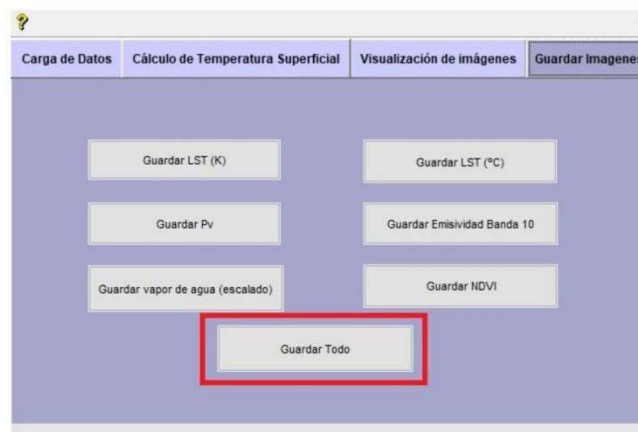 Carga de Datos
Cálculo de Temperatura Superficial
Visualización de imágenes
Guardar Imagenes
Guardar LST (K)
Guardar LST (ºC)
Guardar Pv
Guardar Emisividad Banda 10
Guardar vapor de agua (escalado)
Guardar NDVI
Guardar Todo